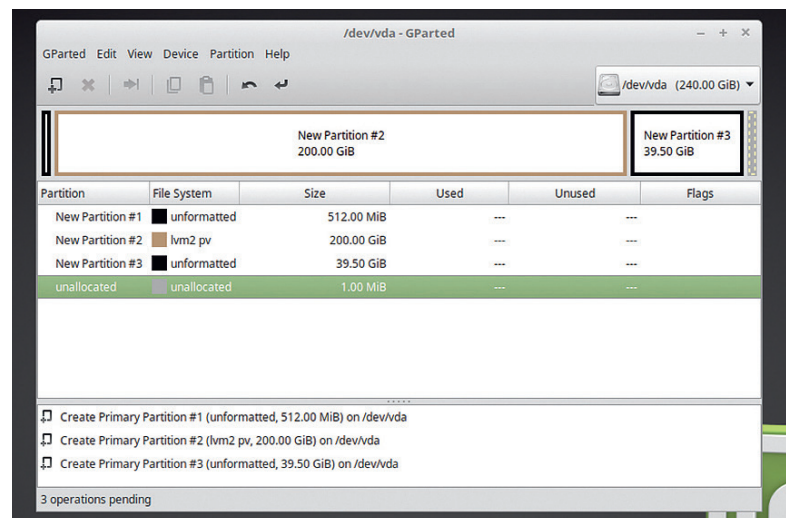 /dev/vda - GParted
GParted Edit View Device Partition Help
/dev/vda (240.00 GiB)
New Partition #2
200.00 GiB
New Partition #3
39.50 GiB
Partition File System Size Used Unused Flags
New Partition #1 unformatted 512.00 MiB --- ---
New Partition #2 lvm2 pv 200.00 GiB --- ---
New Partition #3 unformatted 39.50 GiB --- ---
unallocated unallocated 1.00 MiB --- ---
Create Primary Partition #1 (unformatted, 512.00 MiB) on /dev/vda
Create Primary Partition #2 (lvm2 pv, 200.00 GiB) on /dev/vda
Create Primary Partition #3 (unformatted, 39.50 GiB) on /dev/vda
3 operations pending